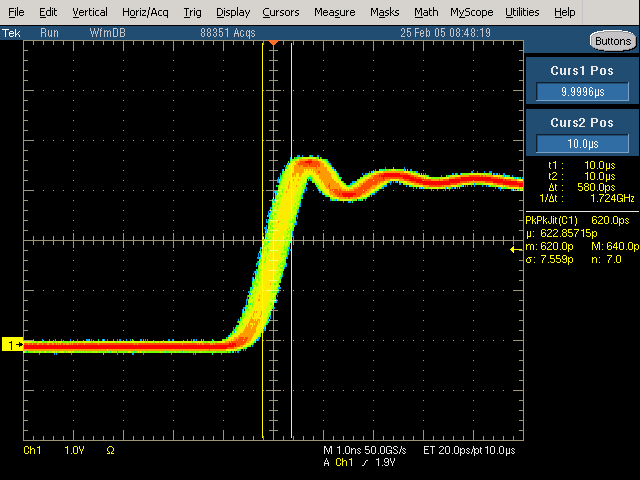 File Edit Vertical Horiz/Acq Trig Display Cursors Measure Masks Math MyScope Utilities Help
Tek Run WfmDB 88351 Acqs 25 Feb 05 08:48:19
Buttons
Curs1 Pos
9.9996µs
Curs2 Pos
10.0µs
t1 : 10.0µs
t2 : 10.0µs
Δt : 580.0ps
1/Δt : 1.724GHz
PkPkJit(C1) 620.0ps
µ: 622.85715p
m: 620.0p M: 640.0p
σ: 7.559p n: 7.0
1
Ch1 1.0V Ω
M 1.0ns 50.0GS/s ET 20.0ps/pt 10.0µs
A Ch1 ∕ 1.9V